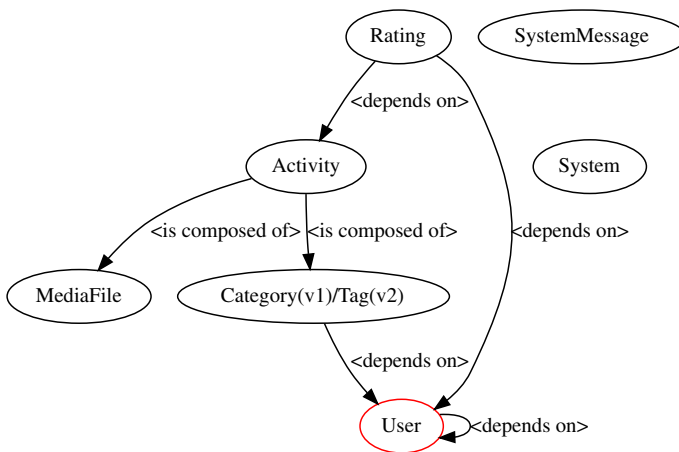 Rating
SystemMessage
<depends on>
Activity
System
<is composed of>
<is composed of>
<depends on>
MediaFile
Category(v1)/Tag(v2)
<depends on>
User
<depends on>